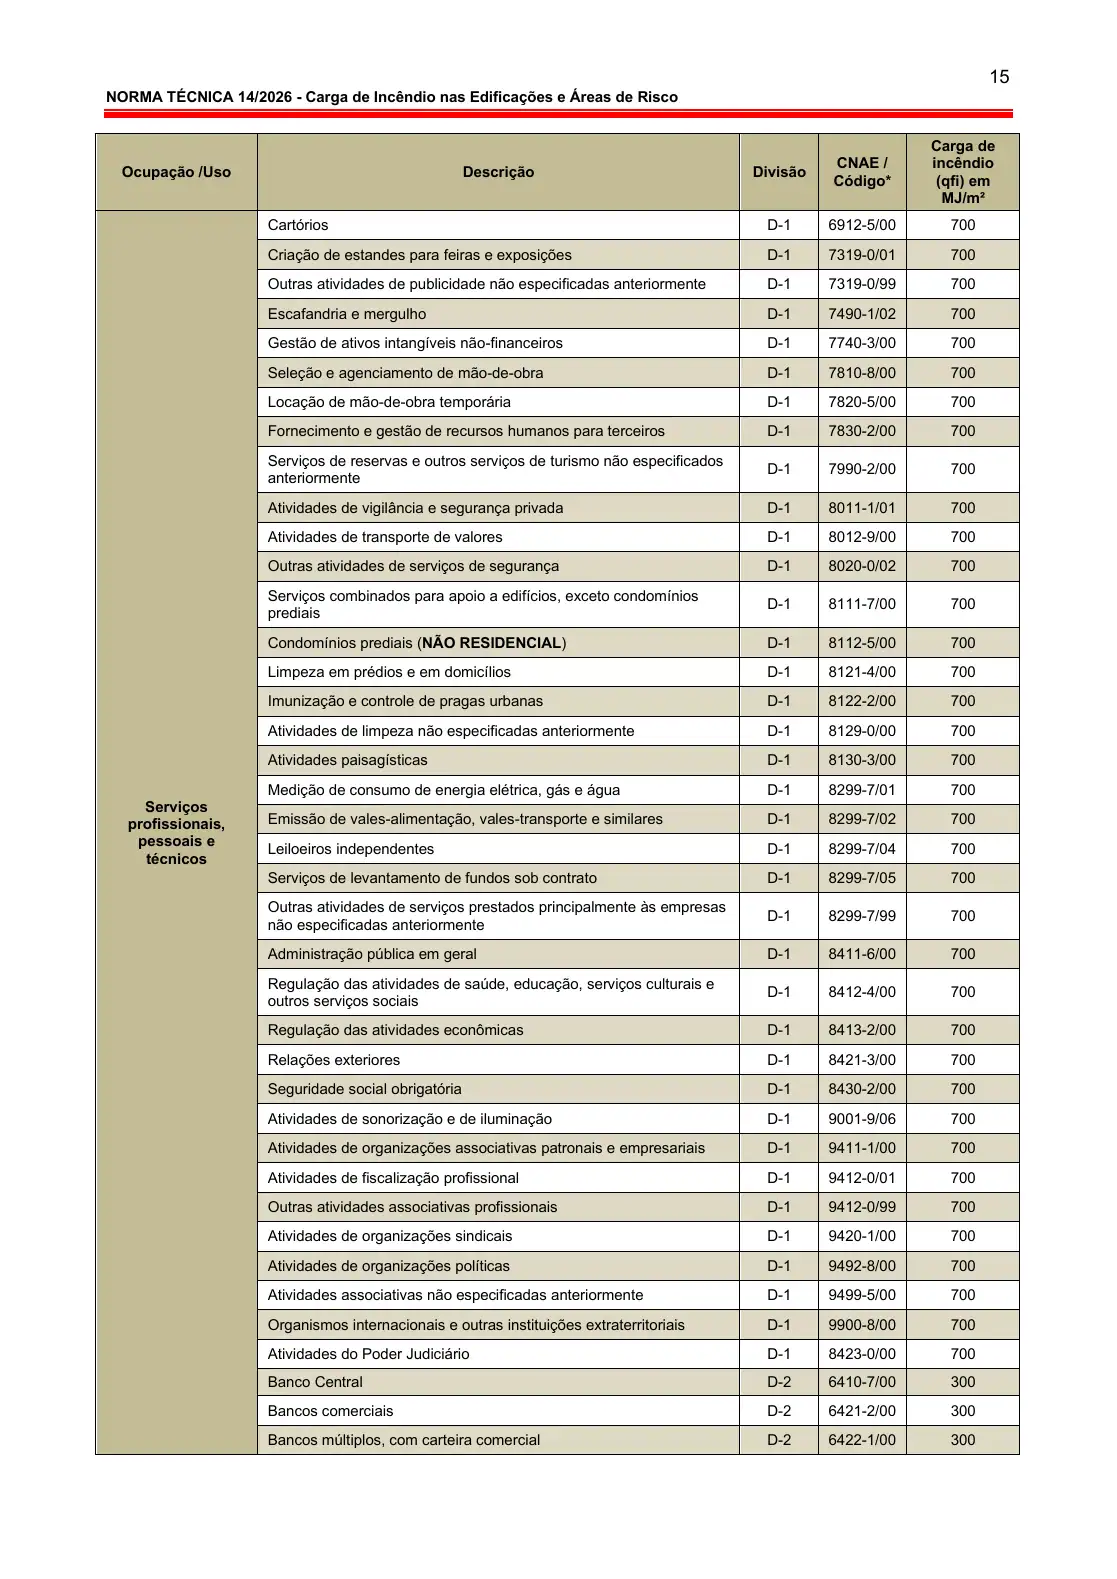 15
NORMA TÉCNICA 14/2026 - Carga de Incêndio nas Edificações e Áreas de Risco
Ocupação /Uso Descrição Divisão CNAE / Código* Carga de incêndio (qfi) em MJ/m²
Serviços profissionais, pessoais e técnicos
Cartórios D-1 6912-5/00 700
Criação de estandes para feiras e exposições D-1 7319-0/01 700
Outras atividades de publicidade não especificadas anteriormente D-1 7319-0/99 700
Escafandria e mergulho D-1 7490-1/02 700
Gestão de ativos intangíveis não-financeiros D-1 7740-3/00 700
Seleção e agenciamento de mão-de-obra D-1 7810-8/00 700
Locação de mão-de-obra temporária D-1 7820-5/00 700
Fornecimento e gestão de recursos humanos para terceiros D-1 7830-2/00 700
Serviços de reservas e outros serviços de turismo não especificados anteriormente D-1 7990-2/00 700
Atividades de vigilância e segurança privada D-1 8011-1/01 700
Atividades de transporte de valores D-1 8012-9/00 700
Outras atividades de serviços de segurança D-1 8020-0/02 700
Serviços combinados para apoio a edifícios, exceto condomínios prediais D-1 8111-7/00 700
Condomínios prediais (NÃO RESIDENCIAL) D-1 8112-5/00 700
Limpeza em prédios e em domicílios D-1 8121-4/00 700
Imunização e controle de pragas urbanas D-1 8122-2/00 700
Atividades de limpeza não especificadas anteriormente D-1 8129-0/00 700
Atividades paisagísticas D-1 8130-3/00 700
Medição de consumo de energia elétrica, gás e água D-1 8299-7/01 700
Emissão de vales-alimentação, vales-transporte e similares D-1 8299-7/02 700
Leiloeiros independentes D-1 8299-7/04 700
Serviços de levantamento de fundos sob contrato D-1 8299-7/05 700
Outras atividades de serviços prestados principalmente às empresas não especificadas anteriormente D-1 8299-7/99 700
Administração pública em geral D-1 8411-6/00 700
Regulação das atividades de saúde, educação, serviços culturais e outros serviços sociais D-1 8412-4/00 700
Regulação das atividades econômicas D-1 8413-2/00 700
Relações exteriores D-1 8421-3/00 700
Seguridade social obrigatória D-1 8430-2/00 700
Atividades de sonorização e de iluminação D-1 9001-9/06 700
Atividades de organizações associativas patronais e empresariais D-1 9411-1/00 700
Atividades de fiscalização profissional D-1 9412-0/01 700
Outras atividades associativas profissionais D-1 9412-0/99 700
Atividades de organizações sindicais D-1 9420-1/00 700
Atividades de organizações políticas D-1 9492-8/00 700
Atividades associativas não especificadas anteriormente D-1 9499-5/00 700
Organismos internacionais e outras instituições extraterritoriais D-1 9900-8/00 700
Atividades do Poder Judiciário D-1 8423-0/00 700
Banco Central D-2 6410-7/00 300
Bancos comerciais D-2 6421-2/00 300
Bancos múltiplos, com carteira comercial D-2 6422-1/00 300